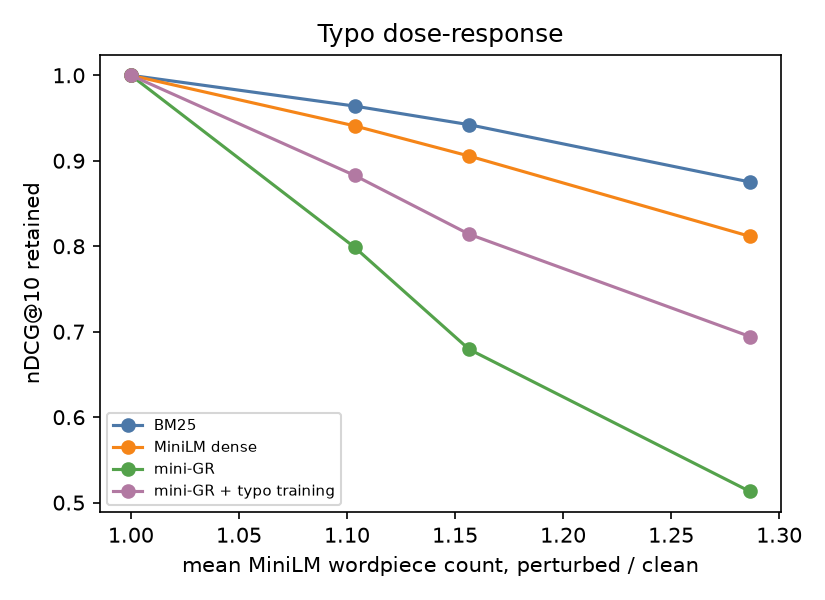 Typo dose-response
nDCG@10 retained
1.0
0.9
0.8
0.7
0.6
0.5
BM25
MiniLM dense
mini-GR
mini-GR + typo training
1.00 1.05 1.10 1.15 1.20 1.25 1.30
mean MiniLM wordpiece count, perturbed / clean